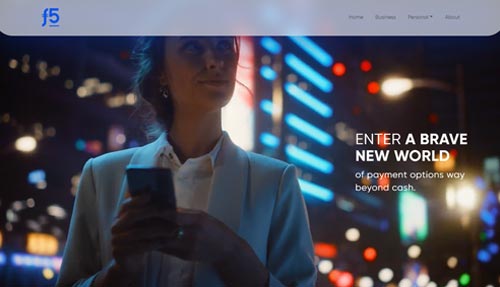 f5
Home
Business
Personal
About
ENTER A BRAVE
NEW WORLD
of payment options way
beyond cash.